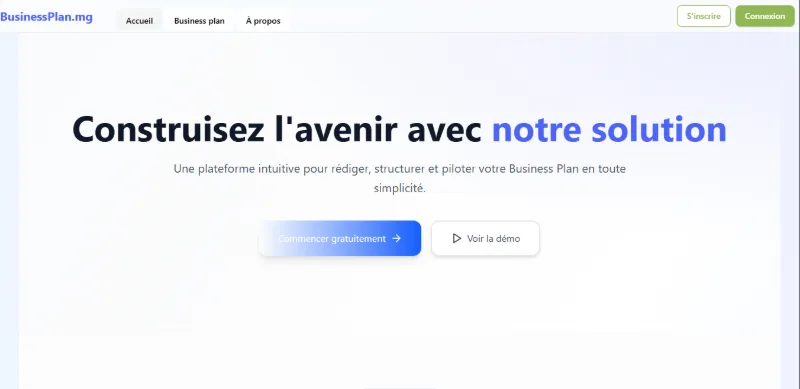 BusinessPlan.mg
Accueil
Business plan
À propos
S'inscrire
Connexion
Construisez l'avenir avec notre solution
Une plateforme intuitive pour rédiger, structurer et piloter votre Business Plan en toute
simplicité.
Commencer gratuitement
Voir la démo